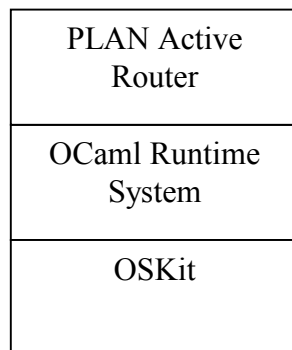 PLAN Active
Router
OCaml Runtime
System
OSKit